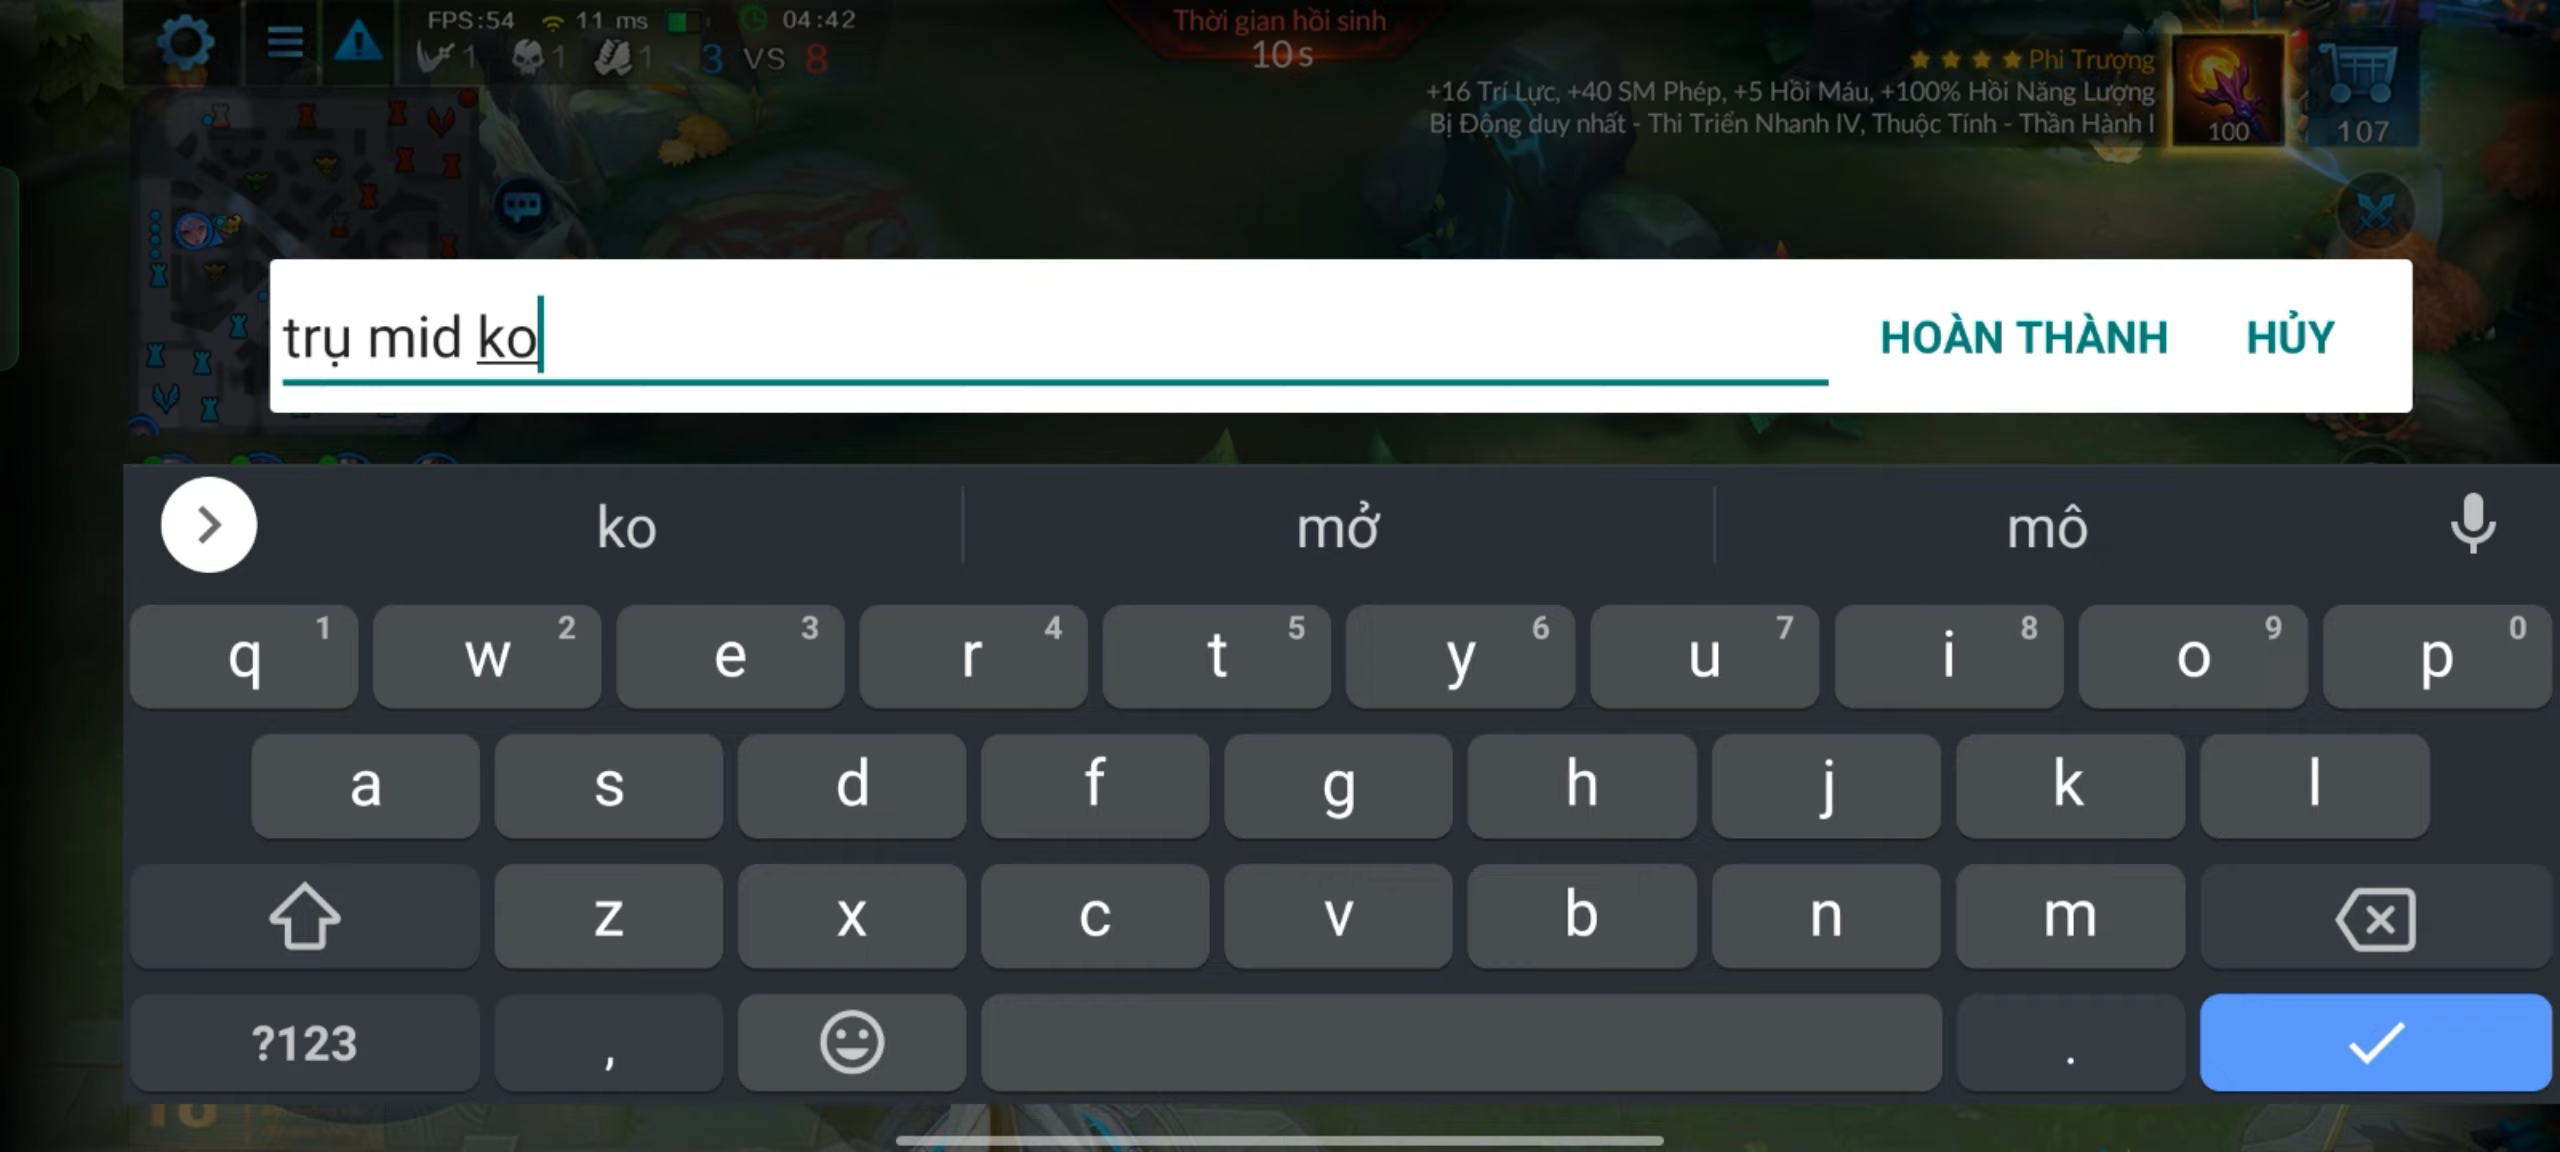 FPS:54 11 ms 04:42
1 1 1 3 VS 8
Thời gian hồi sinh
10s
Phi Trượng
+16 Trí Lực, +40 SM Phép, +5 Hồi Máu, +100% Hồi Năng Lượng
Bị Động duy nhất - Thi Triển Nhanh IV, Thuộc Tính - Thần Hành I
100
107
trụ mid ko
HOÀN THÀNH HỦY
ko mở mô
q 1 w 2 e 3 r 4 t 5 y 6 u 7 i 8 o 9 p 0
a s d f g h j k l
z x c v b n m
?123 , .